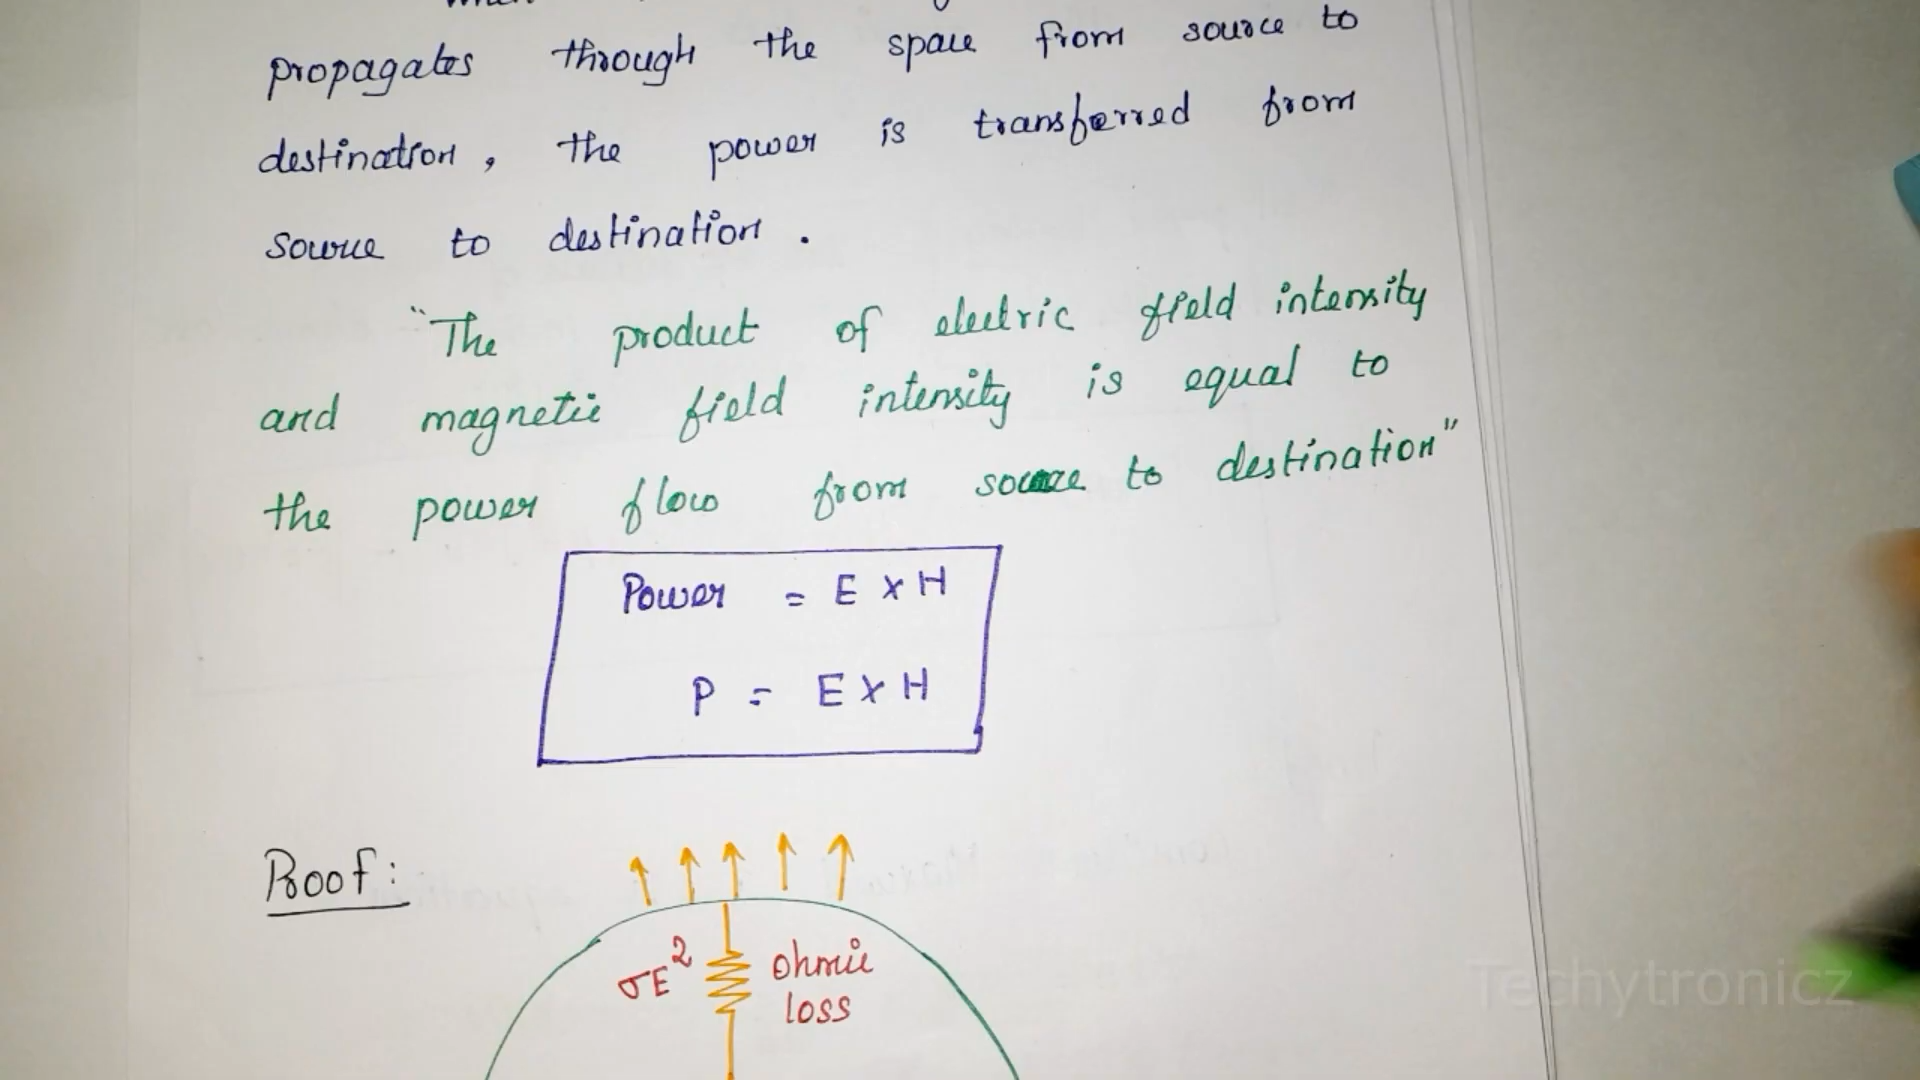 propagates through the space from source to
destination, the power is transferred from
source to destination.
"The product of electric field intensity
and magnetic field intensity is equal to
the power flow from source to destination"
Power = E x H
P = E x H
Proof:
σE² ohmic
loss
Techytronicz